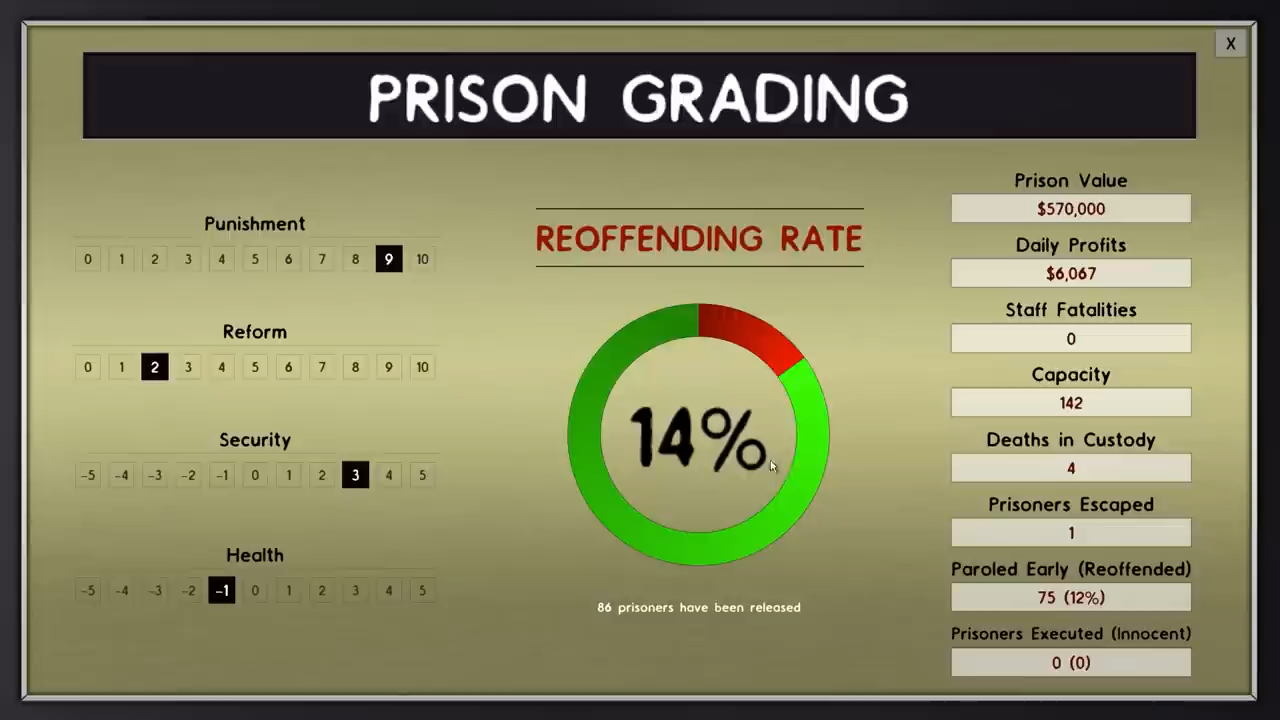 X
PRISON GRADING
Punishment
0 1 2 3 4 5 6 7 8 9 10
Reform
0 1 2 3 4 5 6 7 8 9 10
Security
-5 -4 -3 -2 -1 0 1 2 3 4 5
Health
-5 -4 -3 -2 -1 0 1 2 3 4 5
REOFFENDING RATE
14%
86 prisoners have been released
Prison Value
$570,000
Daily Profits
$6,067
Staff Fatalities
0
Capacity
142
Deaths in Custody
4
Prisoners Escaped
1
Paroled Early (Reoffended)
75 (12%)
Prisoners Executed (Innocent)
0 (0)